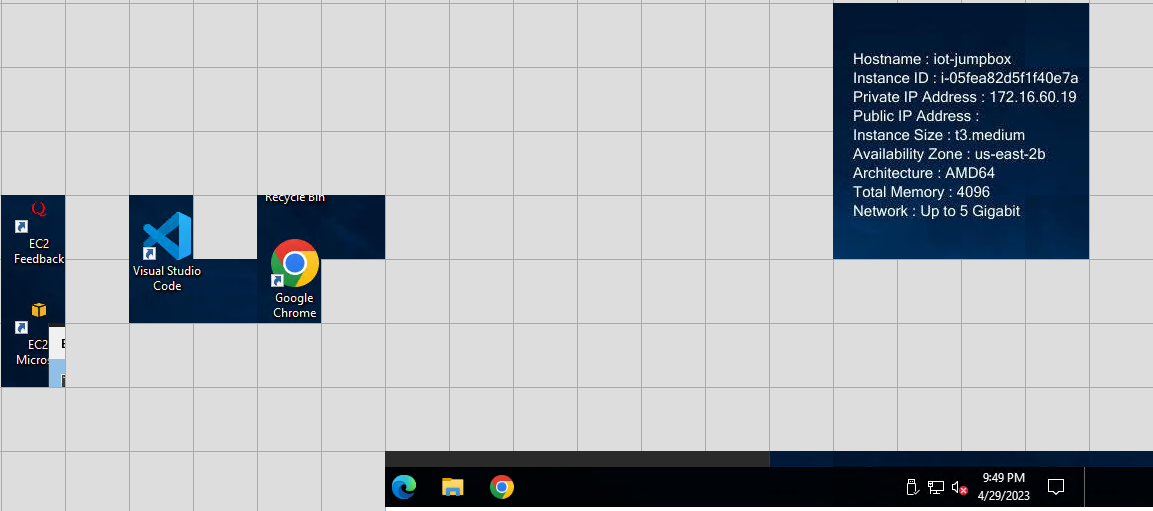 Hostname : iot-jumpbox
Instance ID : i-05fea82d5f1f40e7a
Private IP Address : 172.16.60.19
Public IP Address :
Instance Size : t3.medium
Availability Zone : us-east-2b
Architecture : AMD64
Total Memory : 4096
Network : Up to 5 Gigabit
Recycle Bin
EC2
Feedback
Visual Studio
Code
Google
Chrome
EC2
Micros
9:49 PM
4/29/2023